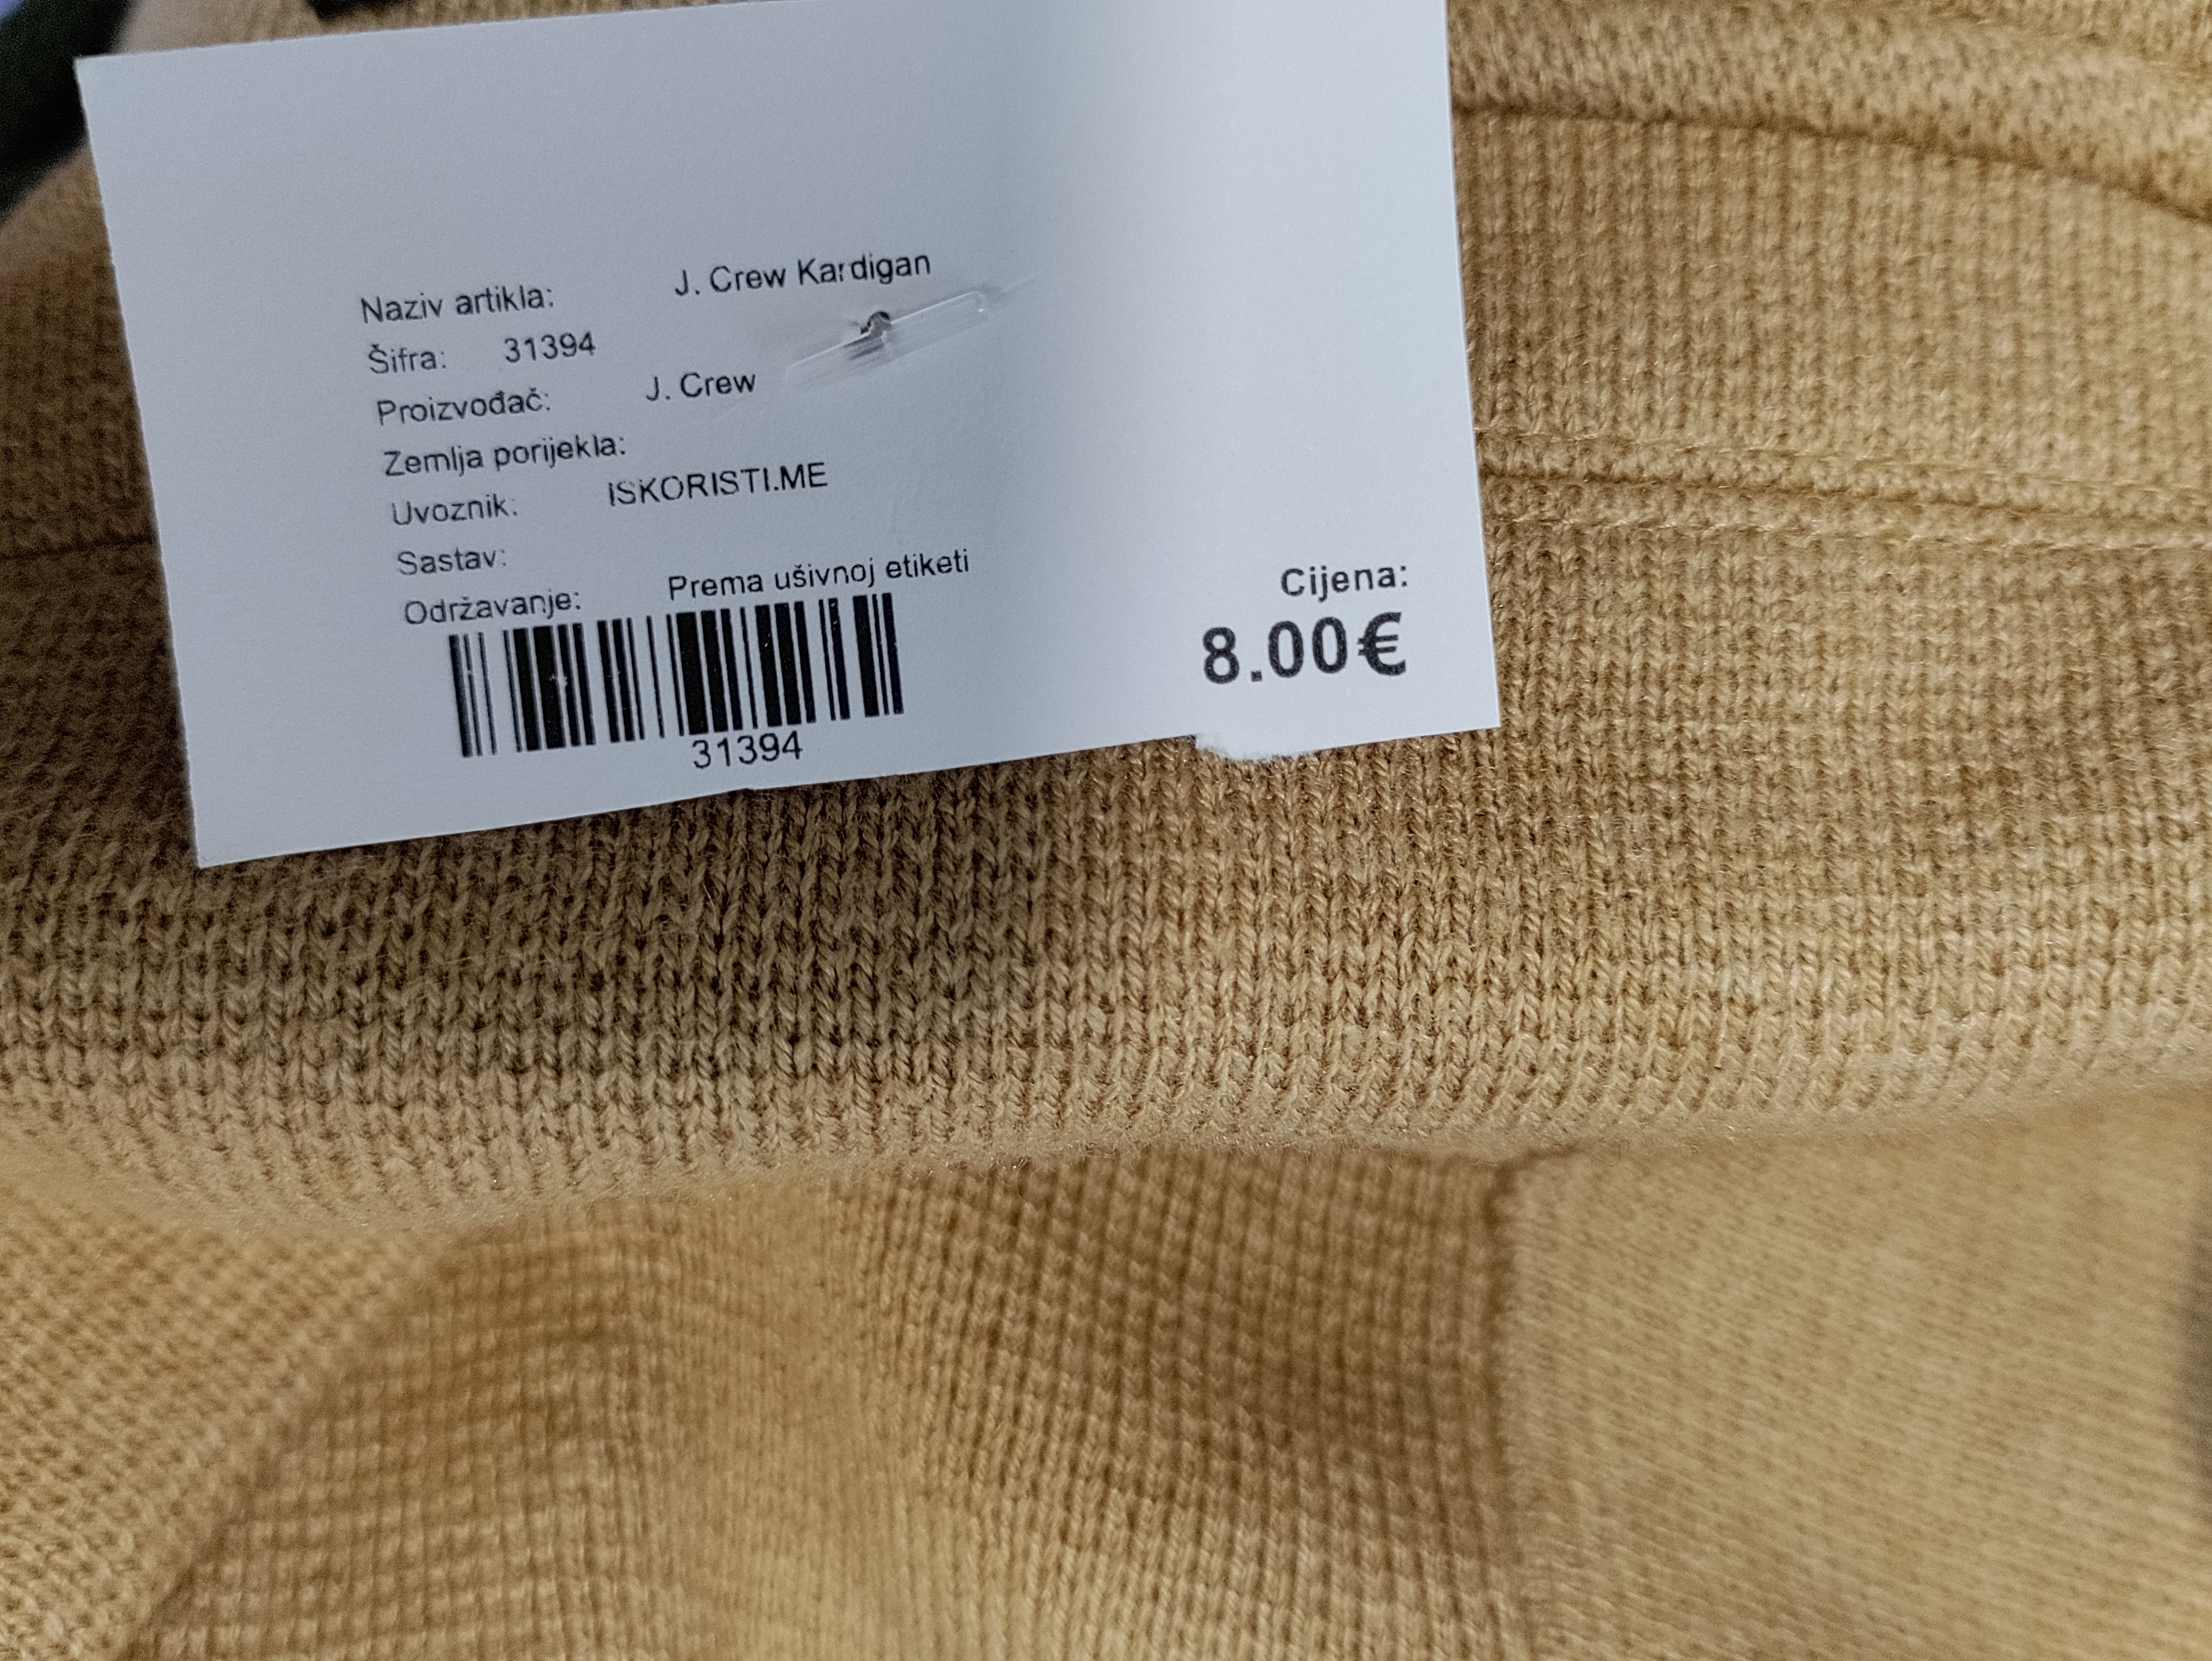 Naziv artikla: J. Crew Kardigan
Šifra: 31394
Proizvođač: J. Crew
Zemlja porijekla:
Uvoznik: ISKORISTI.ME
Sastav:
Održavanje: Prema ušivnoj etiketi
31394
Cijena:
8.00€